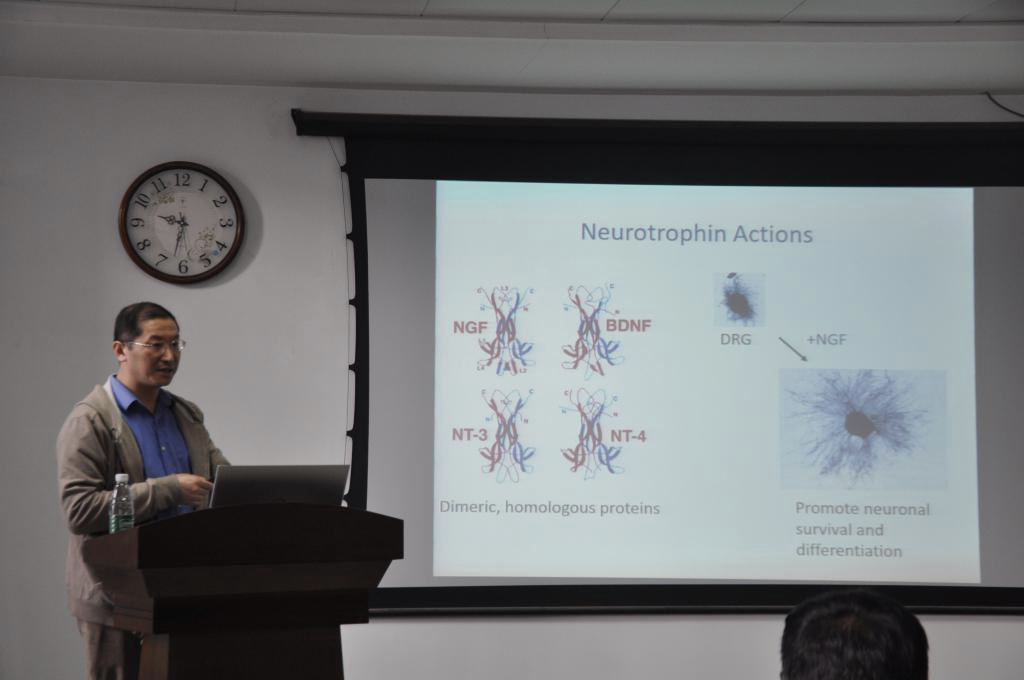 12
1
2
3
4
5
6
7
8
9
10
11
Neurotrophin Actions
NGF
BDNF
DRG
+NGF
NT-3
NT-4
Dimeric, homologous proteins
Promote neuronal
survival and
differentiation